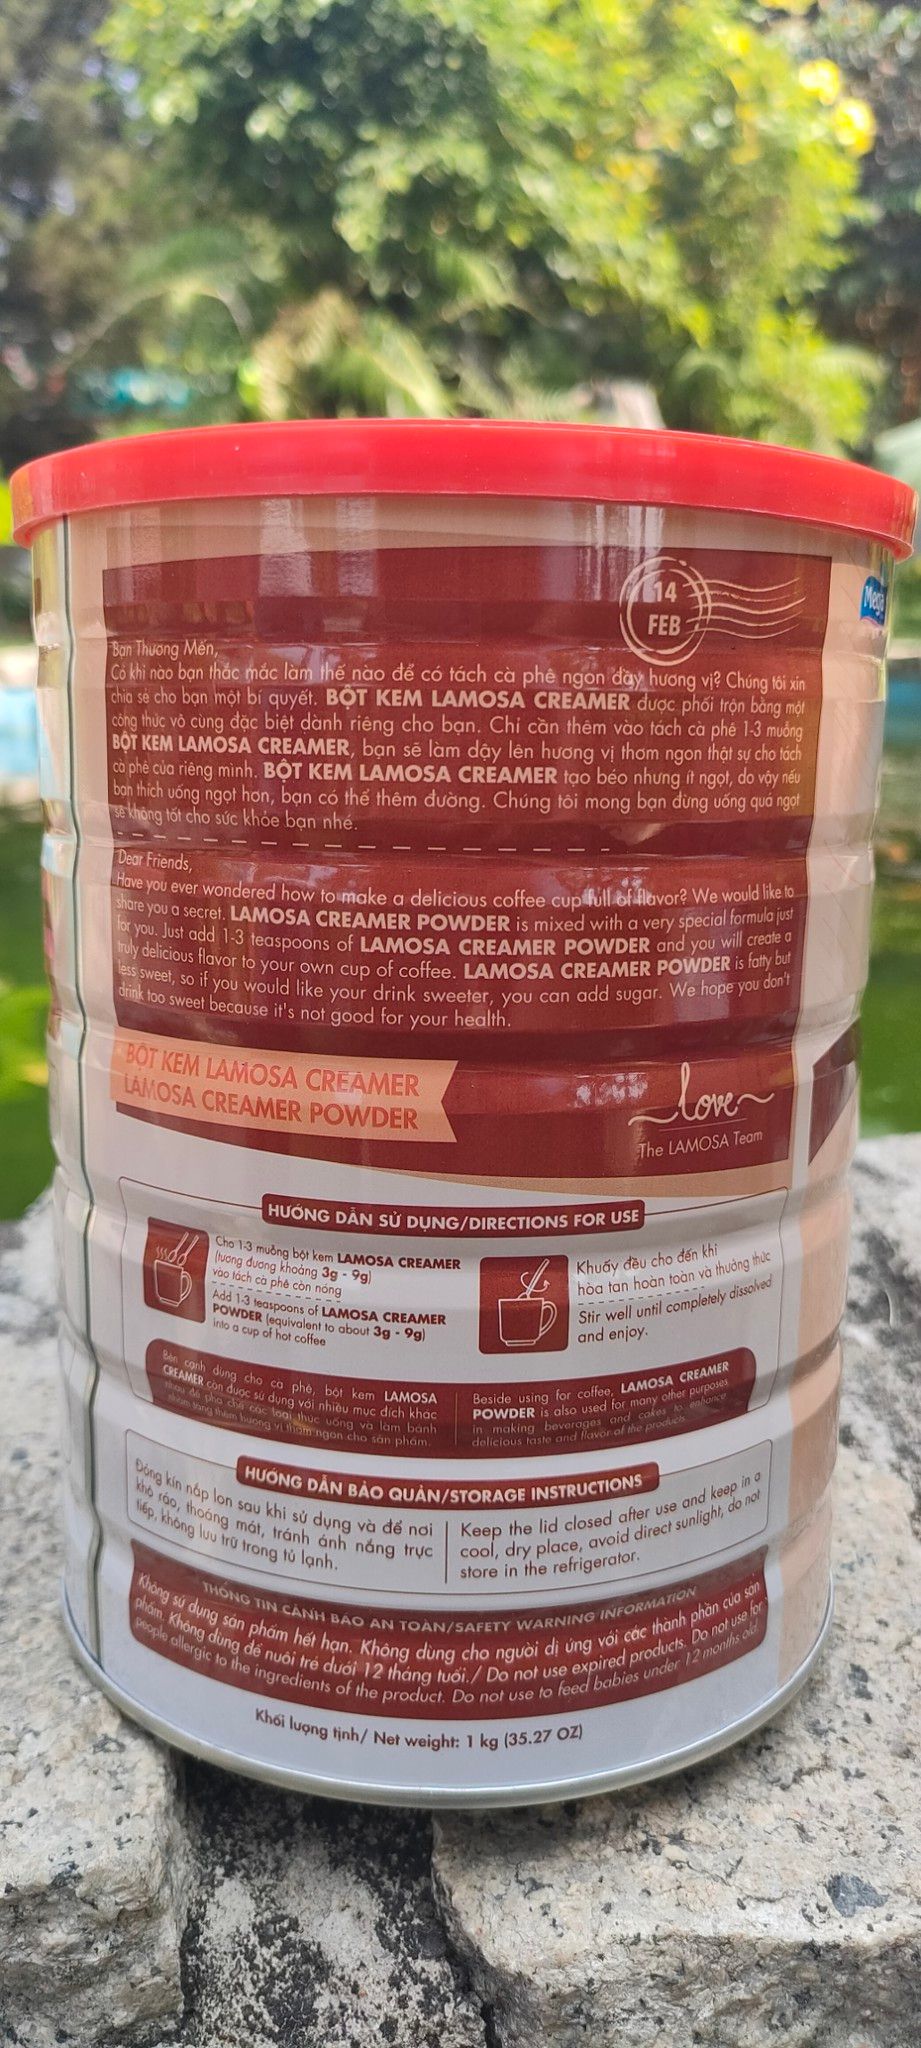 14
FEB
Mega
Bạn Thương Mến,
Có khi nào bạn thắc mắc làm thế nào để có tách cà phê ngon đầy hương vị? Chúng tôi xin
chia sẻ cho bạn một bí quyết. BỘT KEM LAMOSA CREAMER được phối trộn bằng một
công thức vô cùng đặc biệt dành riêng cho bạn. Chỉ cần thêm vào tách cà phê 1-3 muỗng
BỘT KEM LAMOSA CREAMER, bạn sẽ làm dậy lên hương vị thơm ngon thật sự cho tách
cà phê của riêng mình. BỘT KEM LAMOSA CREAMER tạo béo nhưng ít ngọt, do vậy nếu
bạn thích uống ngọt hơn, bạn có thể thêm đường. Chúng tôi mong bạn đừng uống quá ngọt
sẽ không tốt cho sức khỏe bạn nhé.
Dear Friends,
Have you ever wondered how to make a delicious coffee cup full of flavor? We would like to
share you a secret. LAMOSA CREAMER POWDER is mixed with a very special formula just
for you. Just add 1-3 teaspoons of LAMOSA CREAMER POWDER and you will create a
truly delicious flavor to your own cup of coffee. LAMOSA CREAMER POWDER is fatty but
less sweet, so if you would like your drink sweeter, you can add sugar. We hope you don't
drink too sweet because it's not good for your health.
BỘT KEM LAMOSA CREAMER
LAMOSA CREAMER POWDER
love
The LAMOSA Team
HƯỚNG DẪN SỬ DỤNG/DIRECTIONS FOR USE
Cho 1-3 muỗng bột kem LAMOSA CREAMER
(tương đương khoảng 3g - 9g)
vào tách cà phê còn nóng
Add 1-3 teaspoons of LAMOSA CREAMER
POWDER (equivalent to about 3g - 9g)
into a cup of hot coffee
Khuấy đều cho đến khi
hòa tan hoàn toàn và thưởng thức
Stir well until completely dissolved
and enjoy.
Bên cạnh dùng cho cà phê, bột kem LAMOSA
CREAMER còn được sử dụng với nhiều mục đích khác
nhau để pha chế các loại thức uống và làm bánh
nhằm tăng thêm hương vị thơm ngon cho sản phẩm.
Beside using for coffee, LAMOSA CREAMER
POWDER is also used for many other purposes
in making beverages and cakes to enhance
delicious taste and flavor of the products.
HƯỚNG DẪN BẢO QUẢN/STORAGE INSTRUCTIONS
Đóng kín nắp lon sau khi sử dụng và để nơi
khô ráo, thoáng mát, tránh ánh nắng trực
tiếp, không lưu trữ trong tủ lạnh.
Keep the lid closed after use and keep in a
cool, dry place, avoid direct sunlight, do not
store in the refrigerator.
THÔNG TIN CẢNH BÁO AN TOÀN/SAFETY WARNING INFORMATION
Không sử dụng sản phẩm hết hạn. Không dùng cho người dị ứng với các thành phần của sản
phẩm. Không dùng để nuôi trẻ dưới 12 tháng tuổi./ Do not use expired products. Do not use for
people allergic to the ingredients of the product. Do not use to feed babies under 12 months old.
Khối lượng tịnh/ Net weight: 1 kg (35.27 OZ)